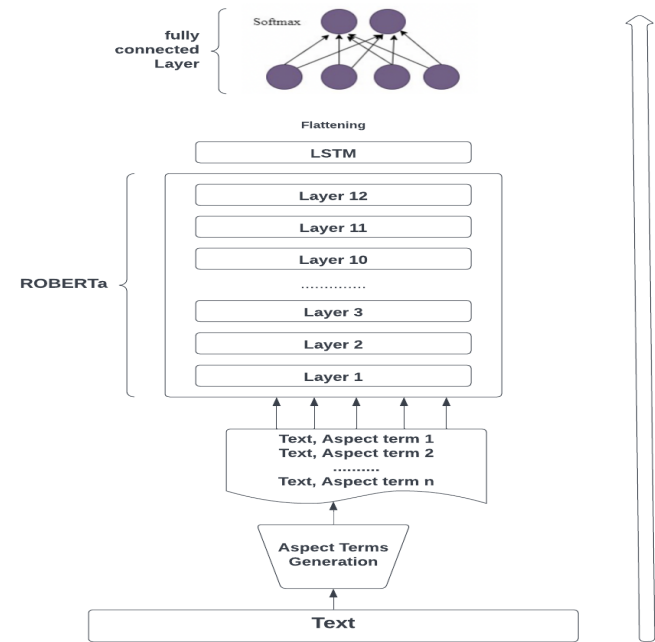 Softmax
fully
connected
Layer
Flattening
LSTM
Layer 12
Layer 11
Layer 10
..............
Layer 3
Layer 2
Layer 1
ROBERTa
Text, Aspect term 1
Text, Aspect term 2
..........
Text, Aspect term n
Aspect Terms
Generation
Text